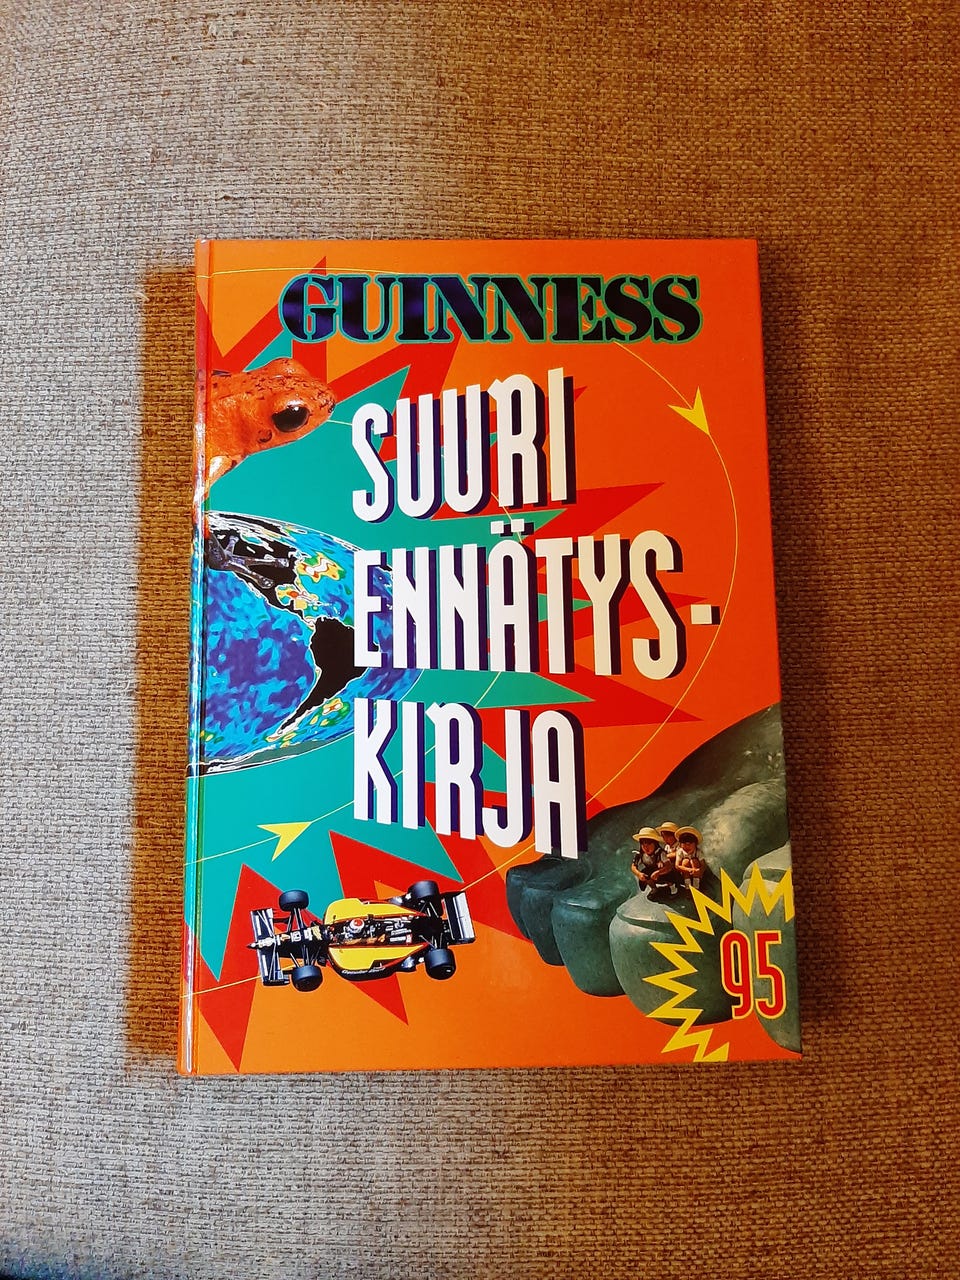 GUINNESS
SUURI
ENNÄTYS-
KIRJA
95